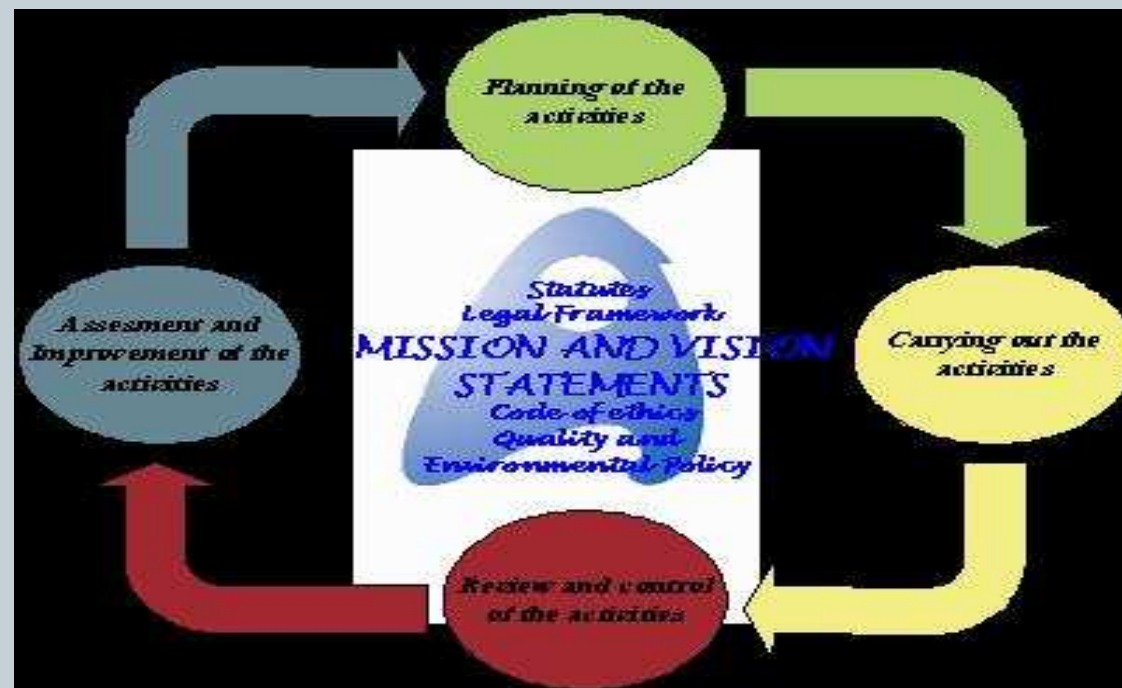 Planning of the
activities
Carrying out the
activities
Review and control
of the activities
Assesment and
Improvement of the
activities
Statutes
Legal Framework
MISSION AND VISION
STATEMENTS
Code of ethics
Quality and
Environmental Policy